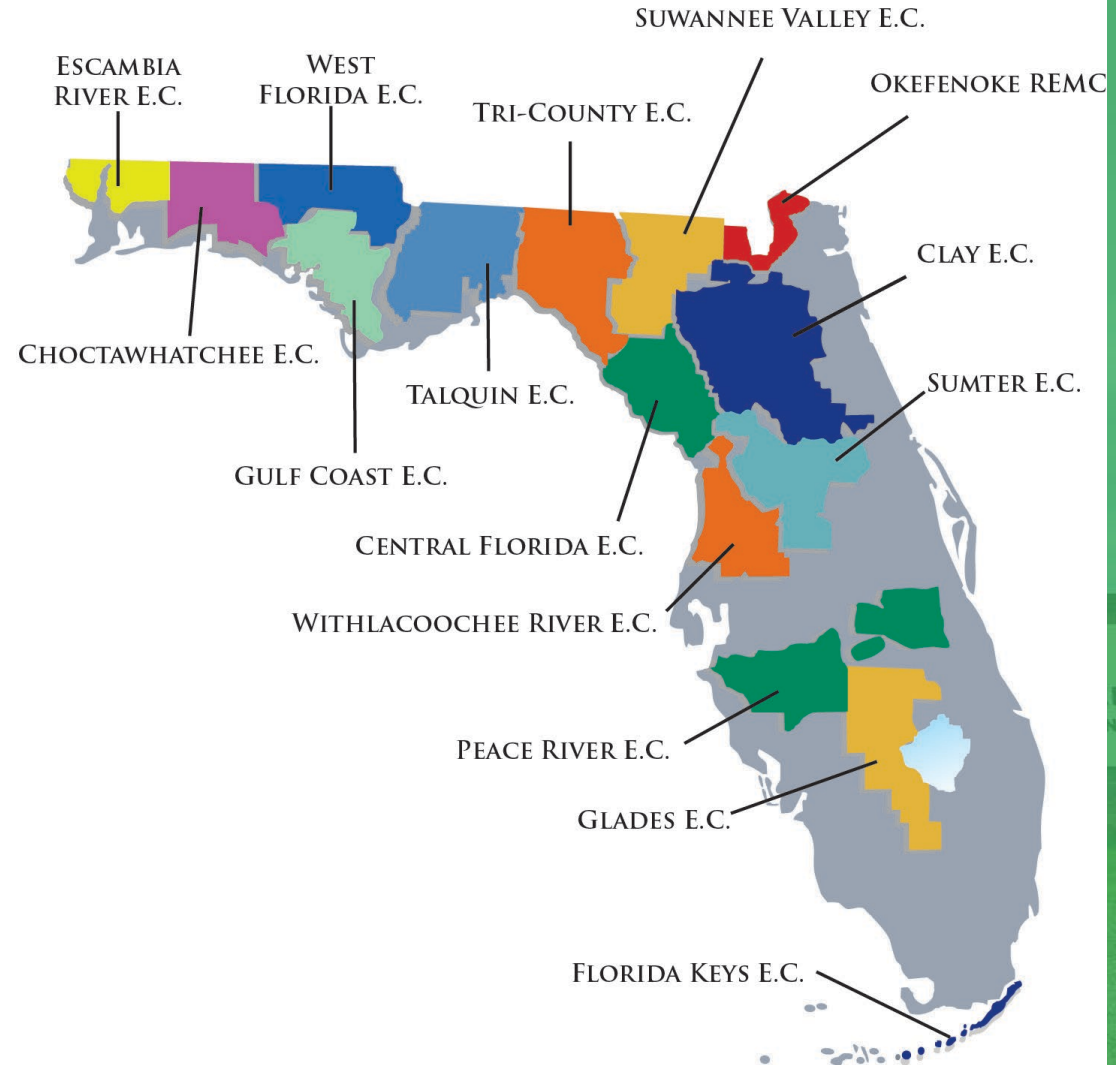 SUWANNEE VALLEY E.C.
ESCAMBIA
RIVER E.C.
WEST
FLORIDA E.C.
OKEFENOKE REMC
TRI-COUNTY E.C.
CLAY E.C.
CHOCTAWHATCHEE E.C.
TALQUIN E.C.
SUMTER E.C.
GULF COAST E.C.
CENTRAL FLORIDA E.C.
WITHLACOOCHEE RIVER E.C.
PEACE RIVER E.C.
GLADES E.C.
FLORIDA KEYS E.C.